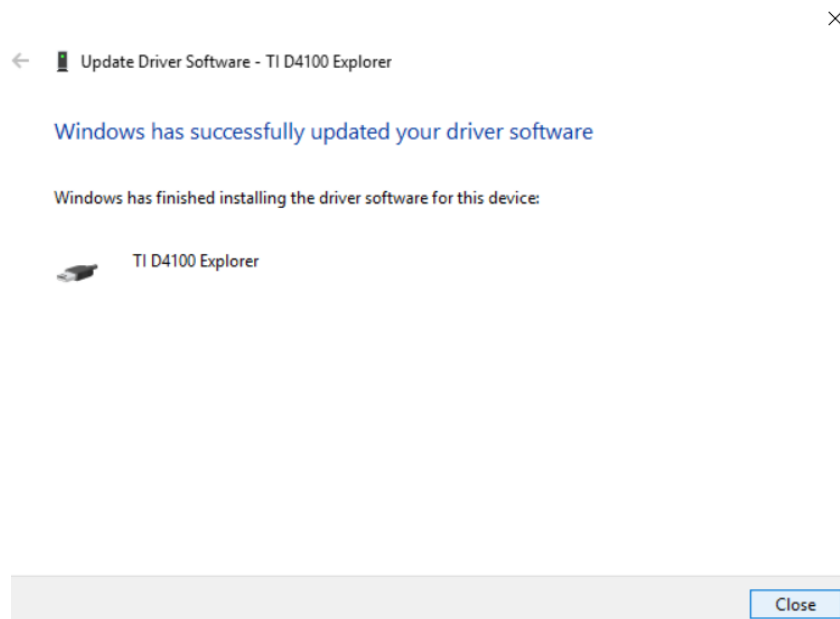 Update Driver Software - TI D4100 Explorer
Windows has successfully updated your driver software
Windows has finished installing the driver software for this device:
TI D4100 Explorer
Close